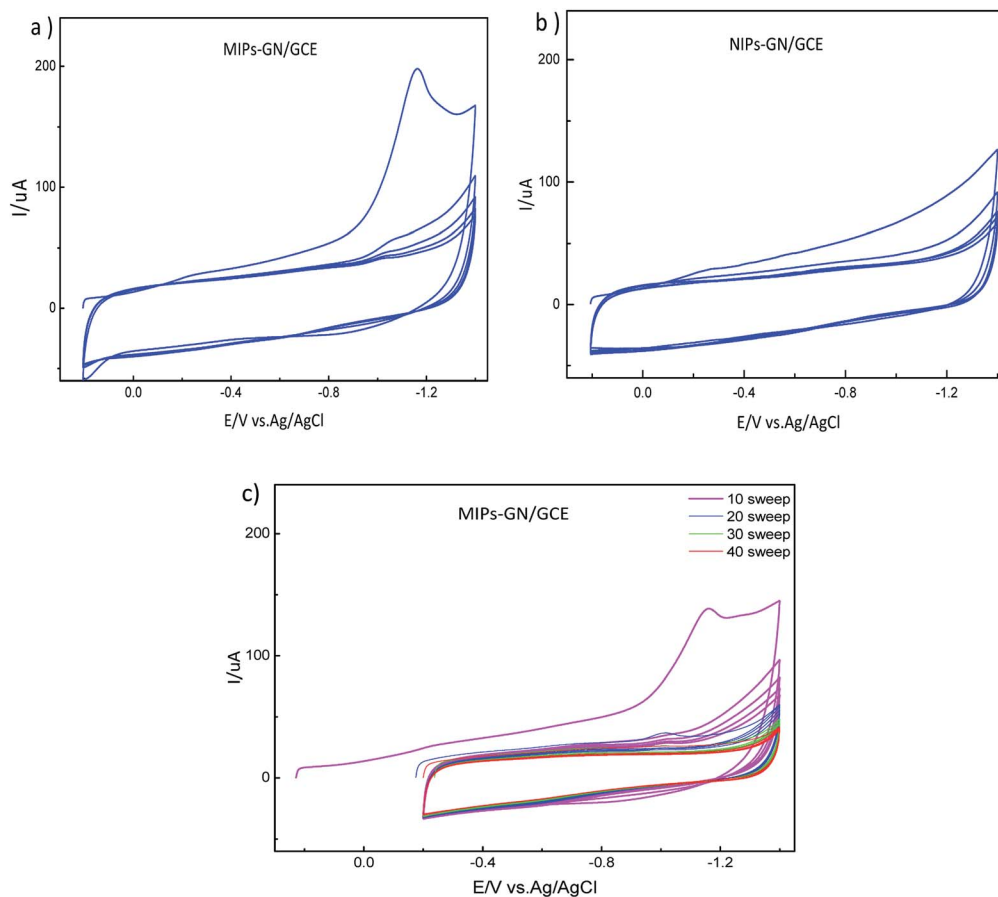 a )
MIPs-GN/GCE
200
100
0
I/uA
0.0
-0.4
-0.8
-1.2
E/V vs.Ag/AgCl
b )
NIPs-GN/GCE
200
100
0
I/uA
0.0
-0.4
-0.8
-1.2
E/V vs.Ag/AgCl
c )
MIPs-GN/GCE
10 sweep
20 sweep
30 sweep
40 sweep
200
100
0
I/uA
0.0
-0.4
-0.8
-1.2
E/V vs.Ag/AgCl